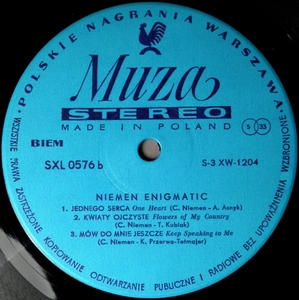 POLSKIE NAGRANIA WARSZAWA
Muza
STEREO
MADE IN POLAND
S 33
BIEM
SXL 0576 b
S-3 XW-1204
NIEMEN ENIGMATIC
1. JEDNEGO SERCA One Heart (C. Niemen - A. Asnyk)
2. KWIATY OJCZYSTE Flowers of My Country
(C. Niemen - T. Kubiak)
3. MÓW DO MNIE JESZCZE Keep Speaking to Me
(C. Niemen - K. Przerwa-Tetmajer)
WSZYSTKIE PRAWA ZASTRZEŻONE. KOPIOWANIE ODTWARZANIE PUBLICZNE I RADIOWE BEZ UPOWAŻNIENIA WZBRONIONE